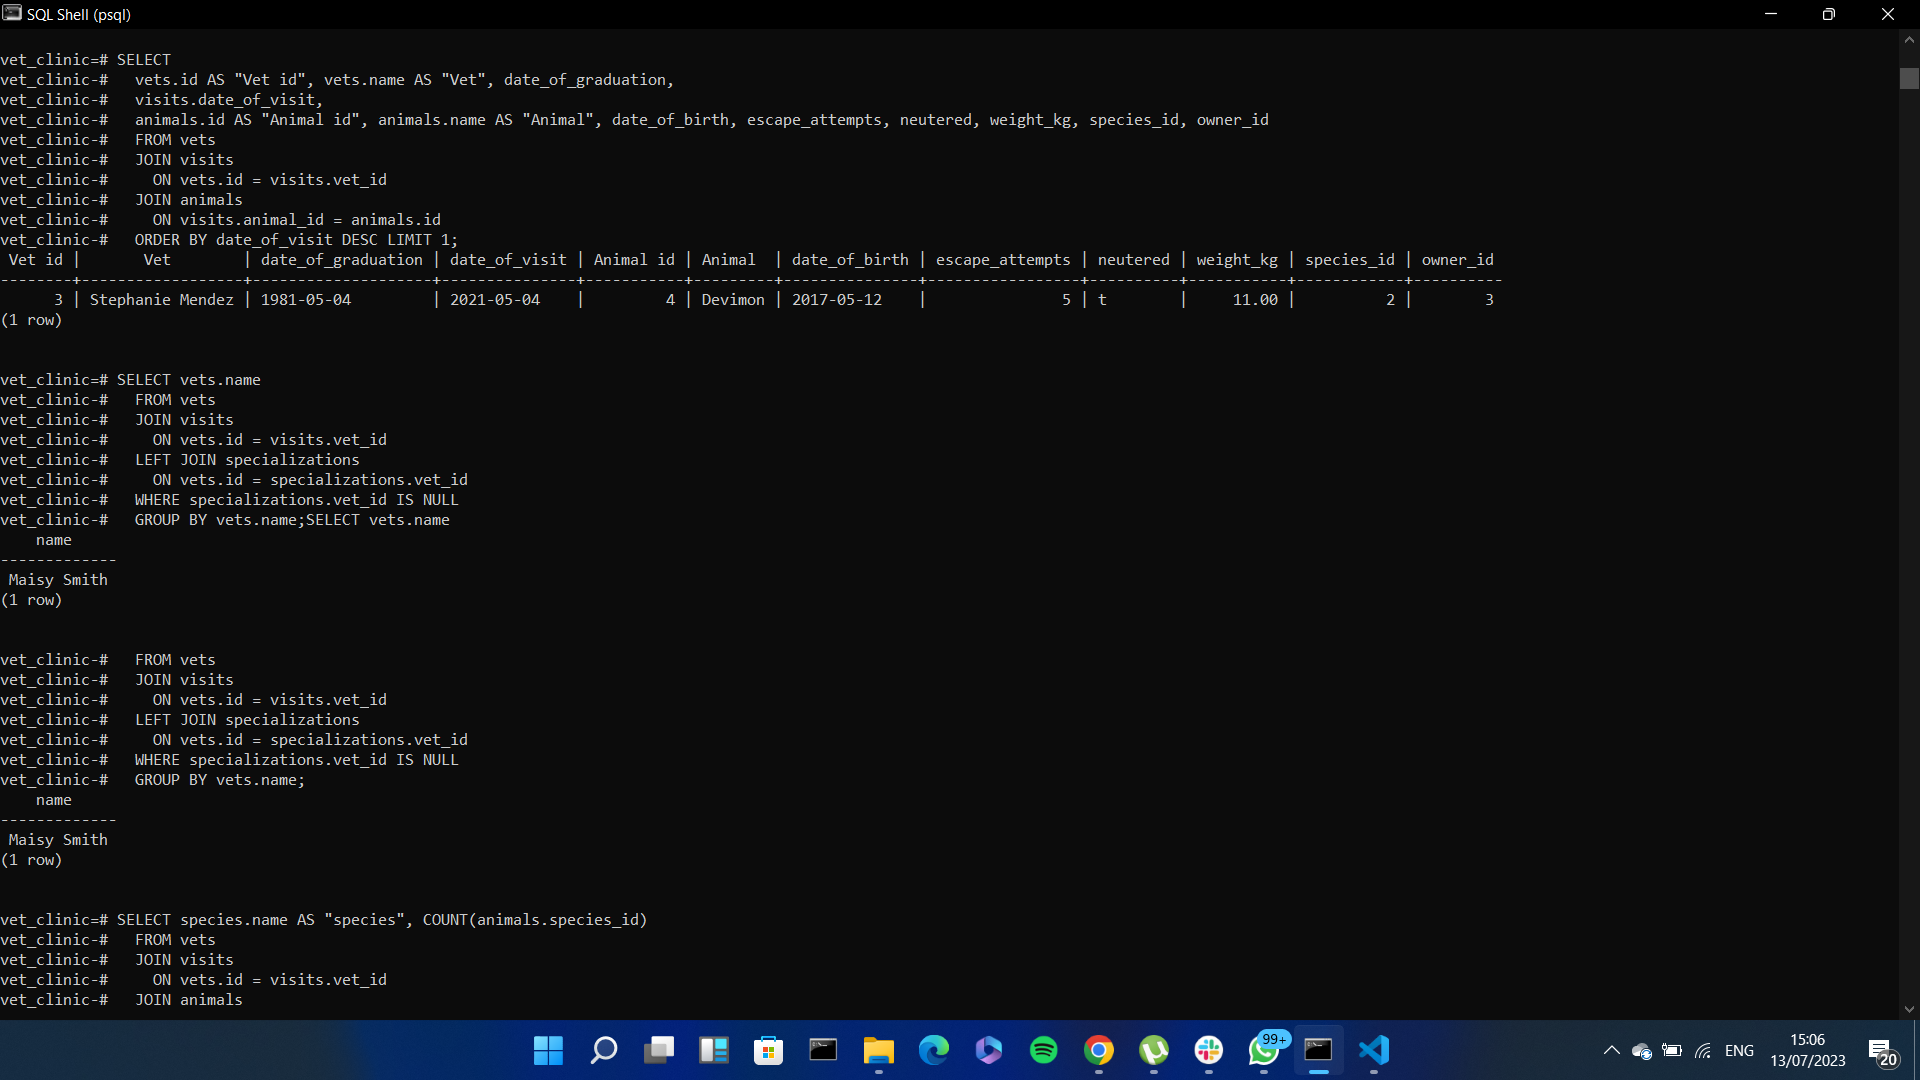 SQL Shell (psql)
vet_clinic=# SELECT
vet_clinic-#   vets.id AS "Vet id", vets.name AS "Vet", date_of_graduation,
vet_clinic-#   visits.date_of_visit,
vet_clinic-#   animals.id AS "Animal id", animals.name AS "Animal", date_of_birth, escape_attempts, neutered, weight_kg, species_id, owner_id
vet_clinic-#   FROM vets
vet_clinic-#   JOIN visits
vet_clinic-#     ON vets.id = visits.vet_id
vet_clinic-#   JOIN animals
vet_clinic-#     ON visits.animal_id = animals.id
vet_clinic-#   ORDER BY date_of_visit DESC LIMIT 1;
 Vet id |       Vet        | date_of_graduation | date_of_visit | Animal id | Animal  | date_of_birth | escape_attempts | neutered | weight_kg | species_id | owner_id
--------+------------------+--------------------+---------------+-----------+---------+---------------+-----------------+----------+-----------+------------+----------
      3 | Stephanie Mendez | 1981-05-04         | 2021-05-04    |         4 | Devimon | 2017-05-12    |               5 | t        |     11.00 |          2 |        3
(1 row)
vet_clinic=# SELECT vets.name
vet_clinic-#   FROM vets
vet_clinic-#   JOIN visits
vet_clinic-#     ON vets.id = visits.vet_id
vet_clinic-#   LEFT JOIN specializations
vet_clinic-#     ON vets.id = specializations.vet_id
vet_clinic-#   WHERE specializations.vet_id IS NULL
vet_clinic-#   GROUP BY vets.name;SELECT vets.name
    name
-------------
 Maisy Smith
(1 row)
vet_clinic-#   FROM vets
vet_clinic-#   JOIN visits
vet_clinic-#     ON vets.id = visits.vet_id
vet_clinic-#   LEFT JOIN specializations
vet_clinic-#     ON vets.id = specializations.vet_id
vet_clinic-#   WHERE specializations.vet_id IS NULL
vet_clinic-#   GROUP BY vets.name;
    name
-------------
 Maisy Smith
(1 row)
vet_clinic=# SELECT species.name AS "species", COUNT(animals.species_id)
vet_clinic-#   FROM vets
vet_clinic-#   JOIN visits
vet_clinic-#     ON vets.id = visits.vet_id
vet_clinic-#   JOIN animals
99+
ENG
15:06
13/07/2023
20